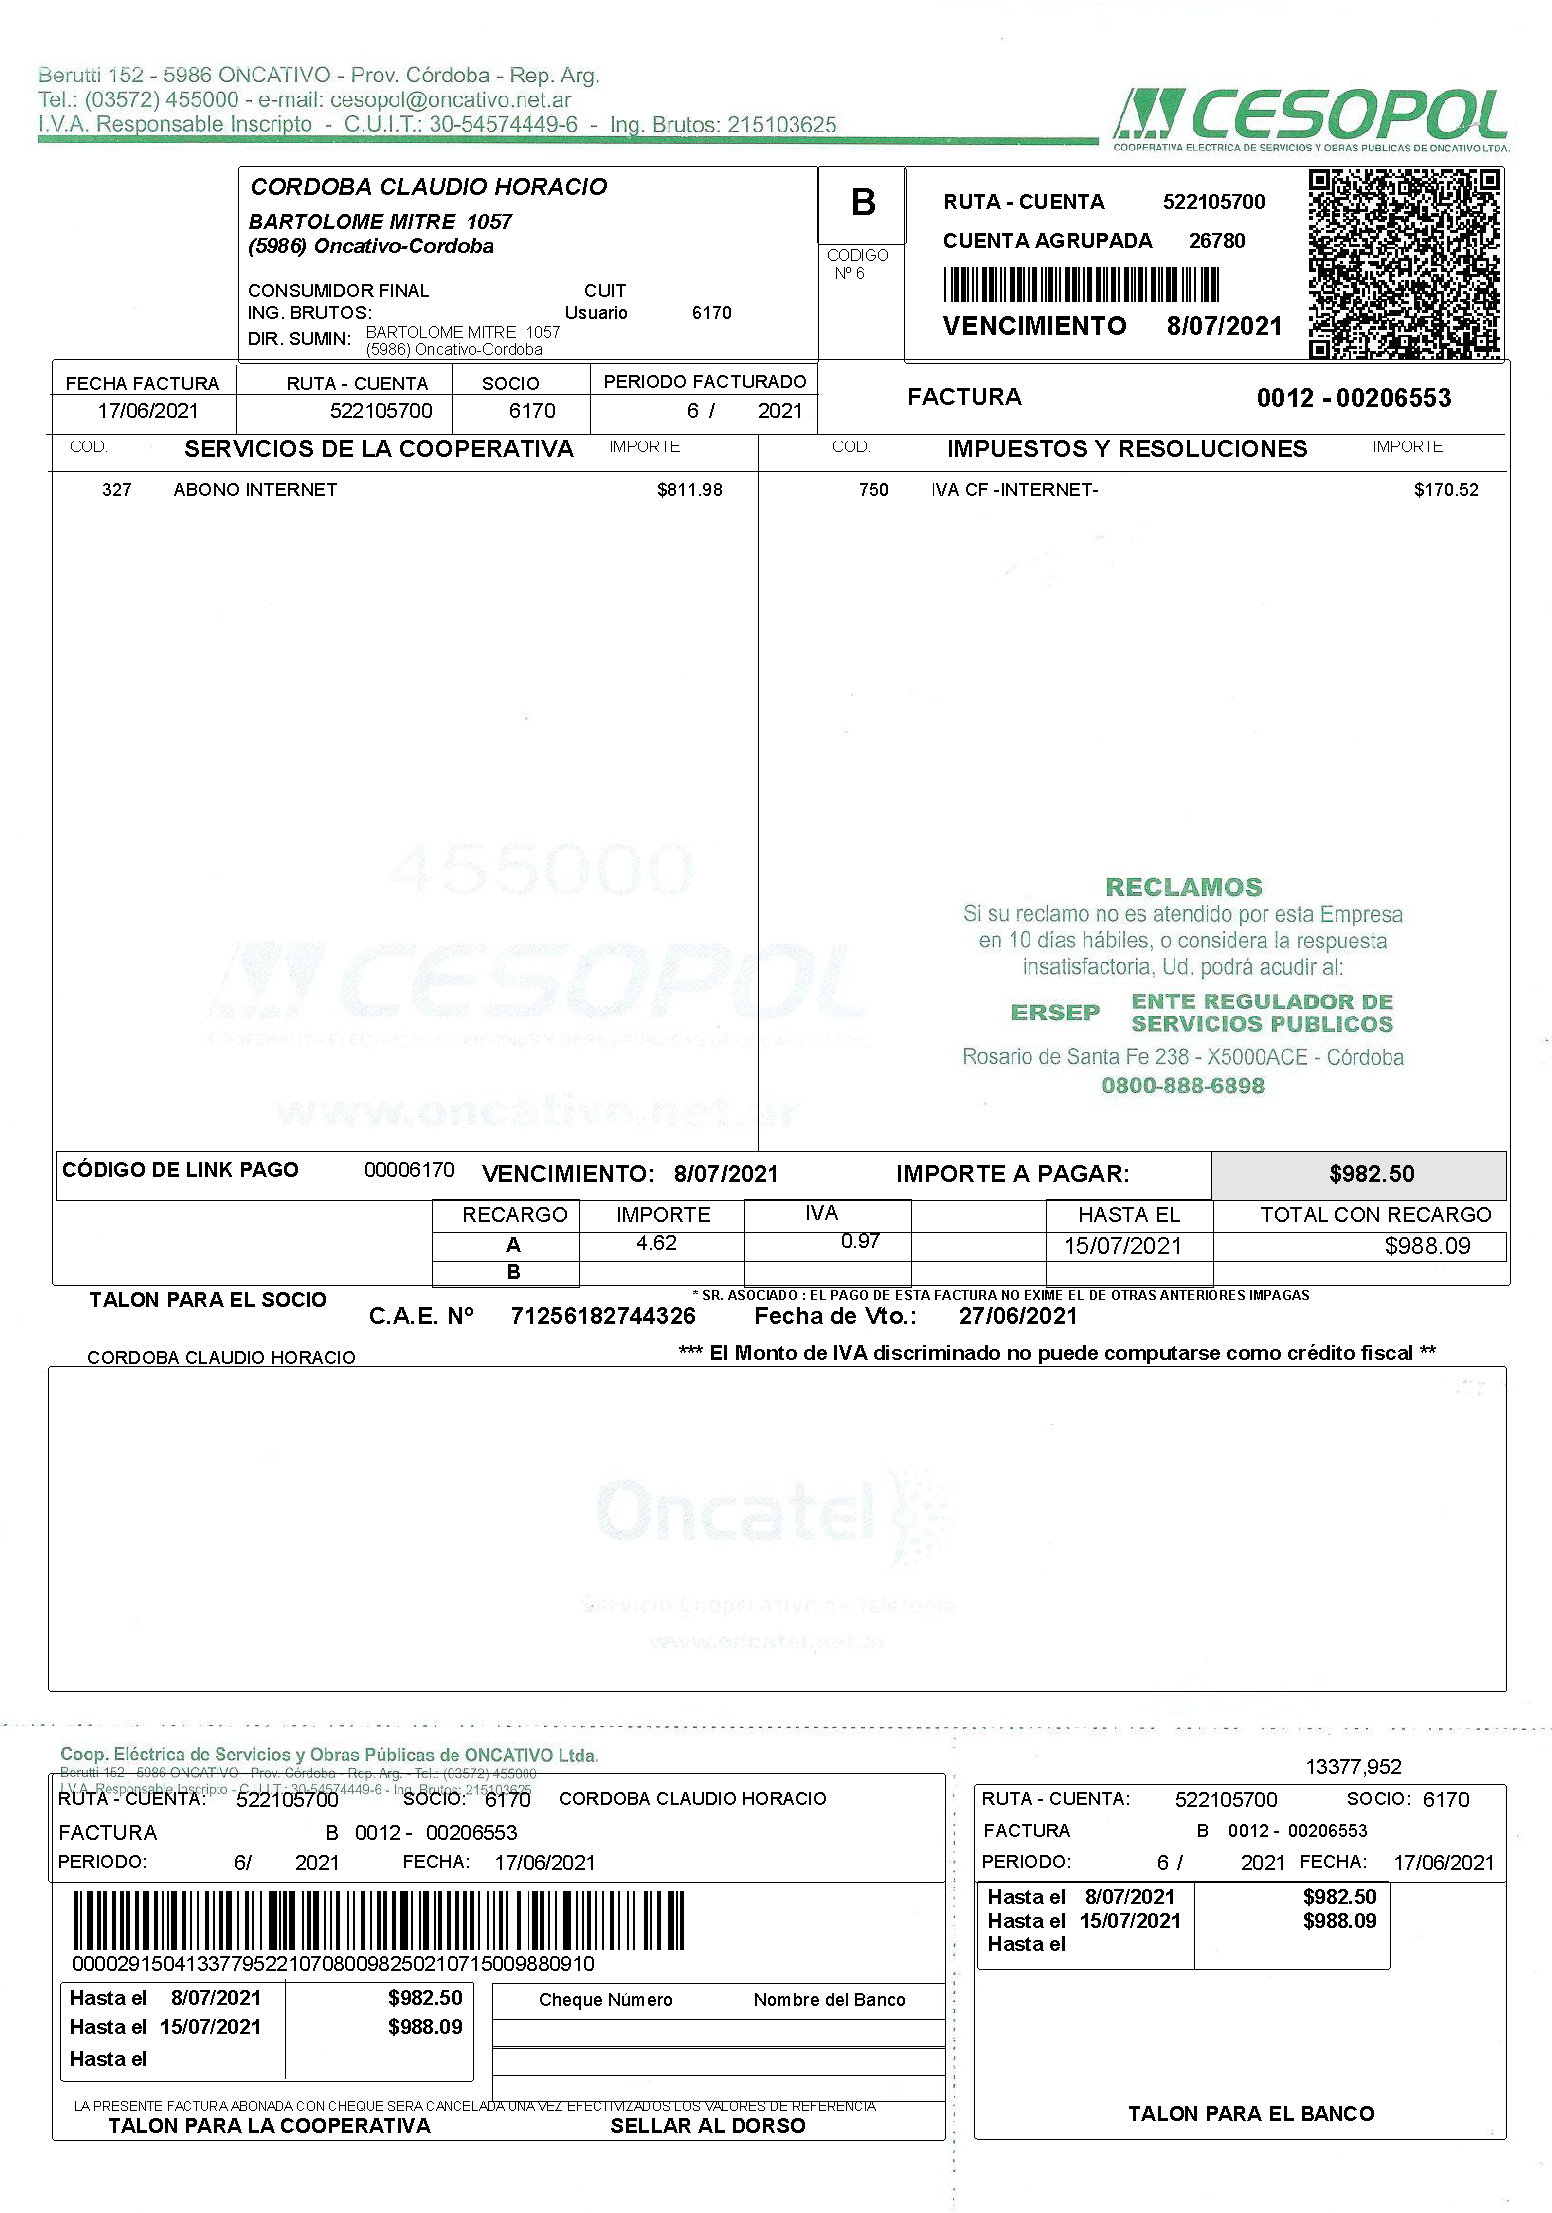 Berutti 152 - 5986 ONCATIVO - Prov. Córdoba - Rep. Arg.
Tel.: (03572) 455000 - e-mail: cesopol@oncativo.net.ar
I.V.A. Responsable Inscripto - C.U.I.T.: 30-54574449-6 - Ing. Brutos: 215103625
CESOPOL
COOPERATIVA ELECTRICA DE SERVICIOS Y OBRAS PUBLICAS DE ONCATIVO LTDA.
CORDOBA CLAUDIO HORACIO
BARTOLOME MITRE 1057
(5986) Oncativo-Cordoba
CONSUMIDOR FINAL CUIT
ING. BRUTOS: Usuario 6170
DIR. SUMIN: BARTOLOME MITRE 1057
(5986) Oncativo-Cordoba
B
CODIGO
Nº 6
RUTA - CUENTA 522105700
CUENTA AGRUPADA 26780
VENCIMIENTO 8/07/2021
FECHA FACTURA RUTA - CUENTA SOCIO PERIODO FACTURADO
17/06/2021 522105700 6170 6 / 2021
FACTURA 0012 - 00206553
COD. SERVICIOS DE LA COOPERATIVA IMPORTE COD. IMPUESTOS Y RESOLUCIONES IMPORTE
327 ABONO INTERNET $811.98 750 IVA CF -INTERNET- $170.52
455000
CESOPOL
COOPERATIVA ELECTRICA DE SERVICIOS Y OBRAS PUBLICAS DE ONCATIVO LTDA.
www.oncativo.net.ar
RECLAMOS
Si su reclamo no es atendido por esta Empresa
en 10 días hábiles, o considera la respuesta
insatisfactoria, Ud. podrá acudir al:
ERSEP ENTE REGULADOR DE
SERVICIOS PUBLICOS
Rosario de Santa Fe 238 - X5000ACE - Córdoba
0800-888-6898
CÓDIGO DE LINK PAGO 00006170 VENCIMIENTO: 8/07/2021 IMPORTE A PAGAR: $982.50
RECARGO IMPORTE IVA HASTA EL TOTAL CON RECARGO
A 4.62 0.97 15/07/2021 $988.09
B
TALON PARA EL SOCIO
* SR. ASOCIADO : EL PAGO DE ESTA FACTURA NO EXIME EL DE OTRAS ANTERIORES IMPAGAS
C.A.E. Nº 71256182744326 Fecha de Vto.: 27/06/2021
CORDOBA CLAUDIO HORACIO
*** El Monto de IVA discriminado no puede computarse como crédito fiscal **
Oncatel
Servicio Cooperativo de Telefonía
www.oncatel.net.ar
Coop. Eléctrica de Servicios y Obras Públicas de ONCATIVO Ltda.
Berutti 152 - 5986 ONCATIVO - Prov. Córdoba - Rep. Arg. - Tel.: (03572) 455000
I.V.A. Responsable Inscripto - C.U.I.T.: 30-54574449-6 - Ing. Brutos: 215103625
RUTA - CUENTA: 522105700 SOCIO: 6170 CORDOBA CLAUDIO HORACIO
FACTURA B 0012 - 00206553
PERIODO: 6/ 2021 FECHA: 17/06/2021
0000291504133779522107080098250210715009880910
Hasta el 8/07/2021 $982.50
Hasta el 15/07/2021 $988.09
Hasta el
Cheque Número Nombre del Banco
LA PRESENTE FACTURA ABONADA CON CHEQUE SERA CANCELADA UNA VEZ EFECTIVIZADOS LOS VALORES DE REFERENCIA
TALON PARA LA COOPERATIVA SELLAR AL DORSO
13377,952
RUTA - CUENTA: 522105700 SOCIO: 6170
FACTURA B 0012 - 00206553
PERIODO: 6 / 2021 FECHA: 17/06/2021
Hasta el 8/07/2021 $982.50
Hasta el 15/07/2021 $988.09
Hasta el
TALON PARA EL BANCO